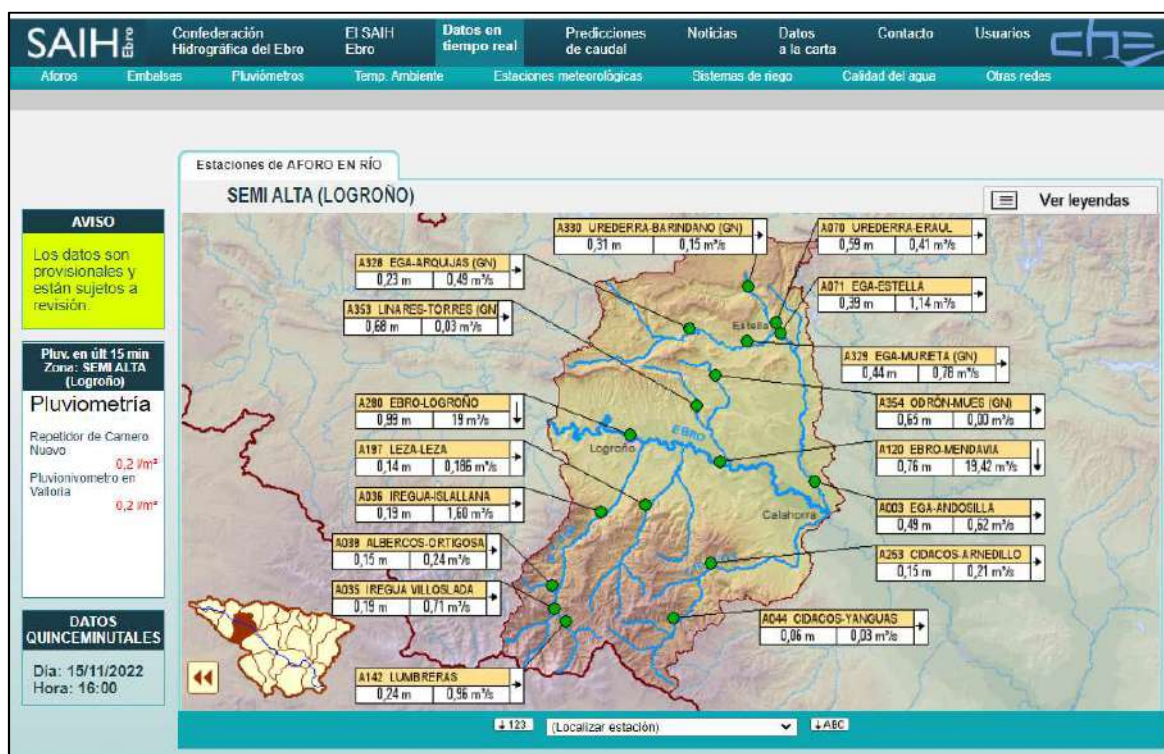 SAIH Ebro
Confederación
Hidrográfica del Ebro
El SAIH
Ebro
Datos en
tiempo real
Predicciones
de caudal
Noticias
Datos
a la carta
Contacto
Usuarios
che
Aforos Embalses Pluviómetros Temp. Ambiente Estaciones meteorológicas Sistemas de riego Calidad del agua Otras redes
Estaciones de AFORO EN RÍO
SEMI ALTA (LOGROÑO)
Ver leyendas
AVISO
Los datos son
provisionales y
están sujetos a
revisión.
Pluv. en últ 15 min
Zona: SEMI ALTA
(Logroño)
Pluviometría
Repetidor de Camero
Nuevo
0,2 l/m²
Pluvionivometro en
Valloria
0,2 l/m²
DATOS
QUINCEMINUTALES
Día: 15/11/2022
Hora: 16:00
A330 UREDERRA-BARINDANO (GN)
0,31 m 0,15 m³/s
A070 UREDERRA-ERAUL
0,59 m 0,41 m³/s
A328 EGA-ARQUIJAS (GN)
0,23 m 0,49 m³/s
A071 EGA-ESTELLA
0,39 m 1,14 m³/s
A353 LINARES-TORRES (GN
0,68 m 0,03 m³/s
Estella
A329 EGA-MURIETA (GN)
0,44 m 0,78 m³/s
A280 EBRO-LOGROÑO
0,99 m 19 m³/s
A354 ODRÓN-MUES (GN)
0,65 m 0,00 m³/s
EBRO
Logroño
A197 LEZA-LEZA
0,14 m 0,186 m³/s
A120 EBRO-MENDAVIA
0,76 m 19,42 m³/s
A036 IREGUA-ISLALLANA
0,19 m 1,60 m³/s
A003 EGA-ANDOSILLA
0,49 m 0,62 m³/s
Calahorra
A039 ALBERCOS-ORTIGOSA
0,15 m 0,24 m³/s
A253 CIDACOS-ARNEDILLO
0,15 m 0,21 m³/s
A035 IREGUA VILLOSLADA
0,19 m 0,71 m³/s
A044 CIDACOS-YANGUAS
0,06 m 0,03 m³/s
A142 LUMBRERAS
0,24 m 0,96 m³/s
123
(Localizar estación)
ABC